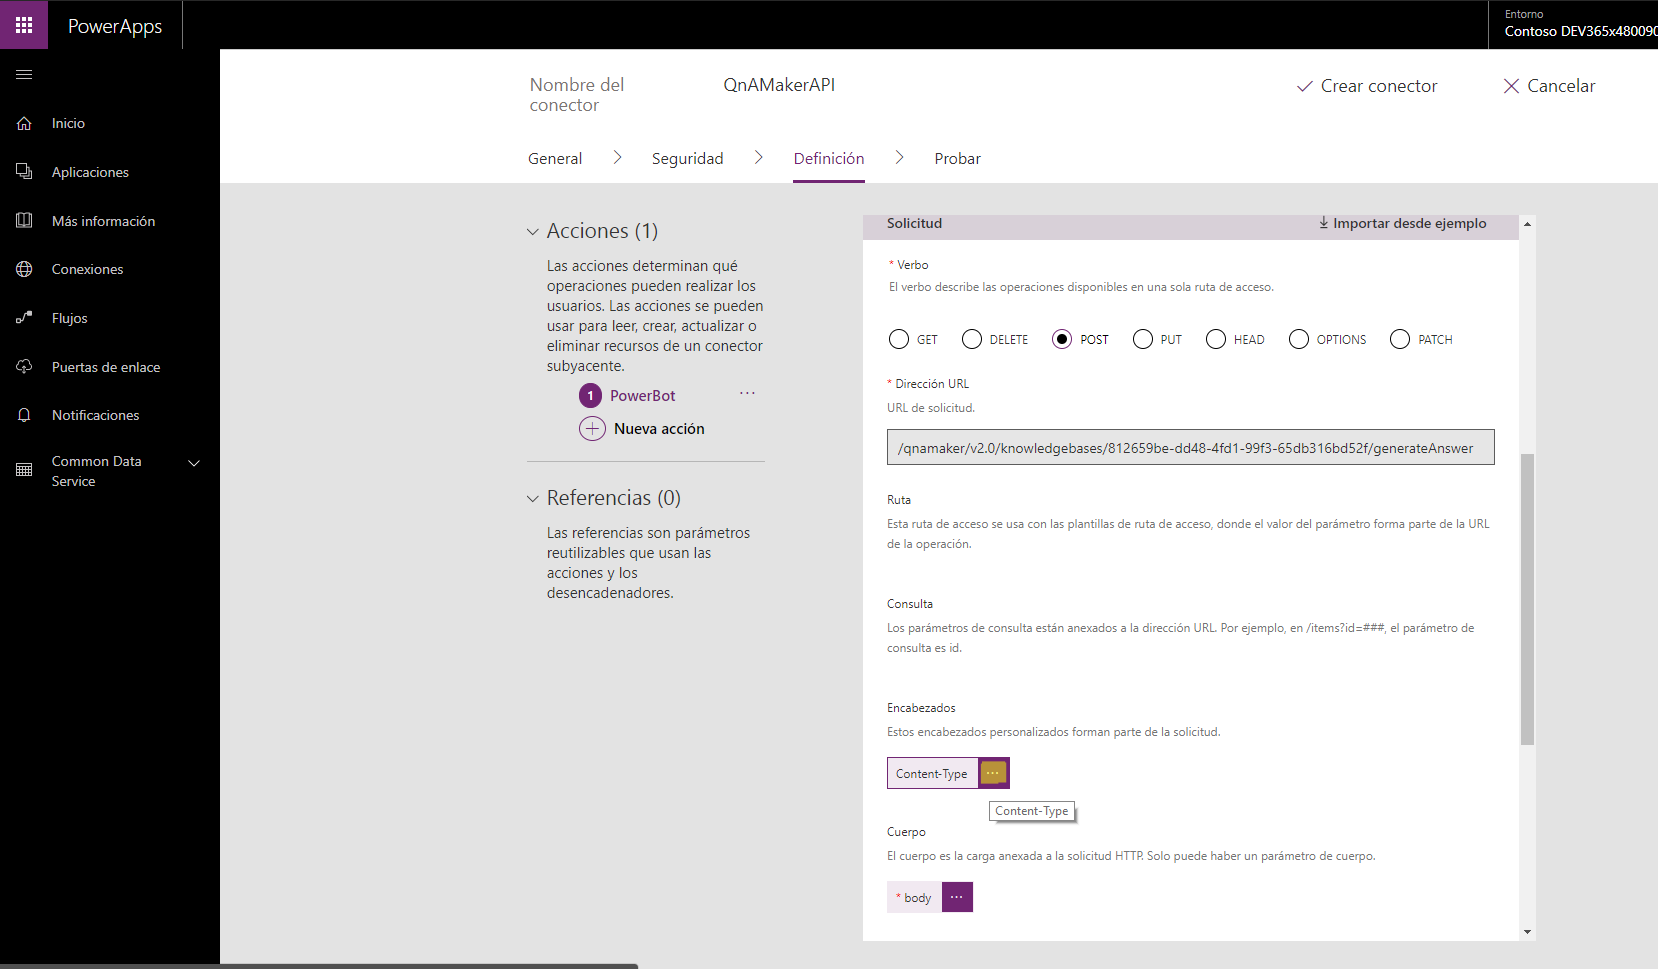 PowerApps
Entorno
Contoso DEV365x480090
Inicio
Aplicaciones
Más información
Conexiones
Flujos
Puertas de enlace
Notificaciones
Common Data
Service
Nombre del
conector
QnAMakerAPI
Crear conector
Cancelar
General
Seguridad
Definición
Probar
Acciones (1)
Las acciones determinan qué
operaciones pueden realizar los
usuarios. Las acciones se pueden
usar para leer, crear, actualizar o
eliminar recursos de un conector
subyacente.
1 PowerBot ...
Nueva acción
Referencias (0)
Las referencias son parámetros
reutilizables que usan las
acciones y los
desencadenadores.
Solicitud
Importar desde ejemplo
* Verbo
El verbo describe las operaciones disponibles en una sola ruta de acceso.
GET DELETE POST PUT HEAD OPTIONS PATCH
* Dirección URL
URL de solicitud.
/qnamaker/v2.0/knowledgebases/812659be-dd48-4fd1-99f3-65db316bd52f/generateAnswer
Ruta
Esta ruta de acceso se usa con las plantillas de ruta de acceso, donde el valor del parámetro forma parte de la URL
de la operación.
Consulta
Los parámetros de consulta están anexados a la dirección URL. Por ejemplo, en /items?id=###, el parámetro de
consulta es id.
Encabezados
Estos encabezados personalizados forman parte de la solicitud.
Content-Type ...
Content-Type
Cuerpo
El cuerpo es la carga anexada a la solicitud HTTP. Solo puede haber un parámetro de cuerpo.
* body ...